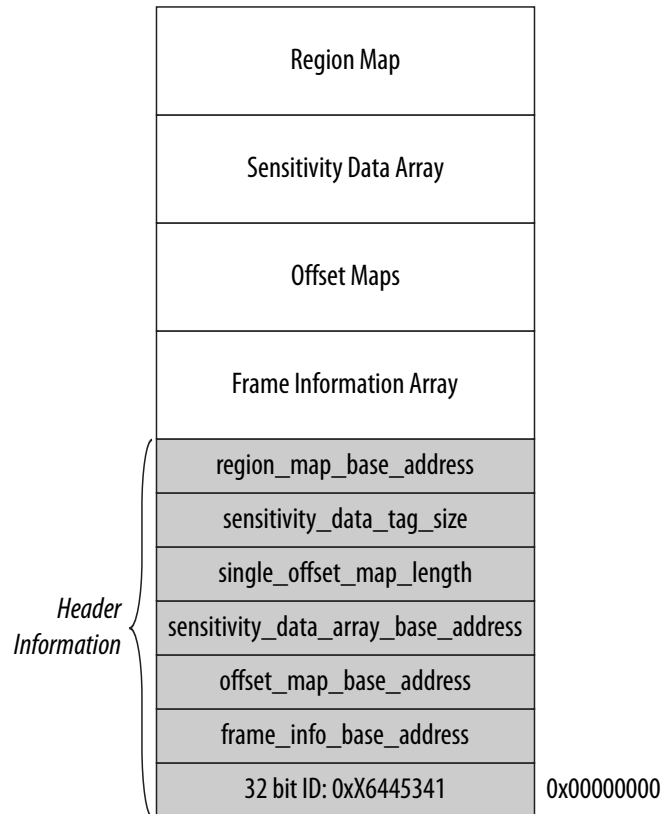 Region Map
Sensitivity Data Array
Offset Maps
Frame Information Array
region_map_base_address
sensitivity_data_tag_size
single_offset_map_length
Header
Information
sensitivity_data_array_base_address
offset_map_base_address
frame_info_base_address
32 bit ID: 0xX6445341
0x00000000